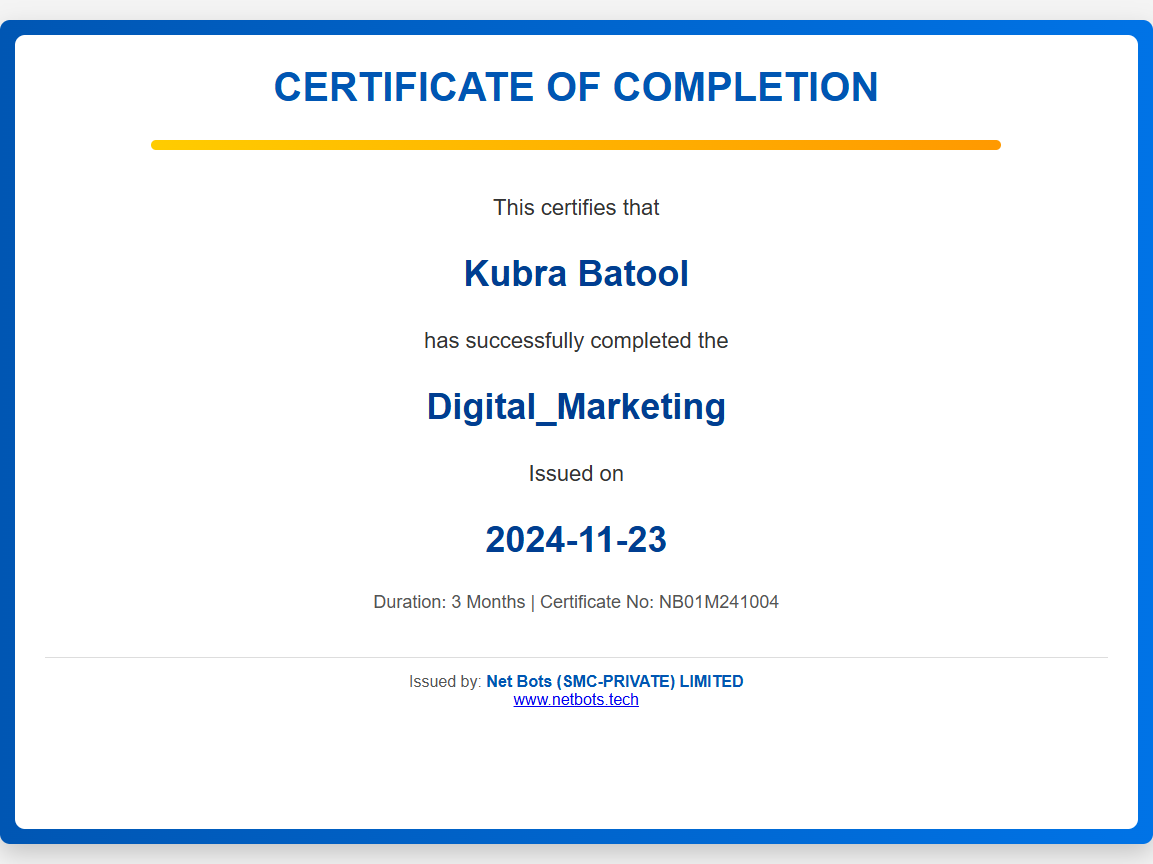 CERTIFICATE OF COMPLETION
This certifies that
Kubra Batool
has successfully completed the
Digital_Marketing
Issued on
2024-11-23
Duration: 3 Months | Certificate No: NB01M241004
Issued by: Net Bots (SMC-PRIVATE) LIMITED
www.netbots.tech